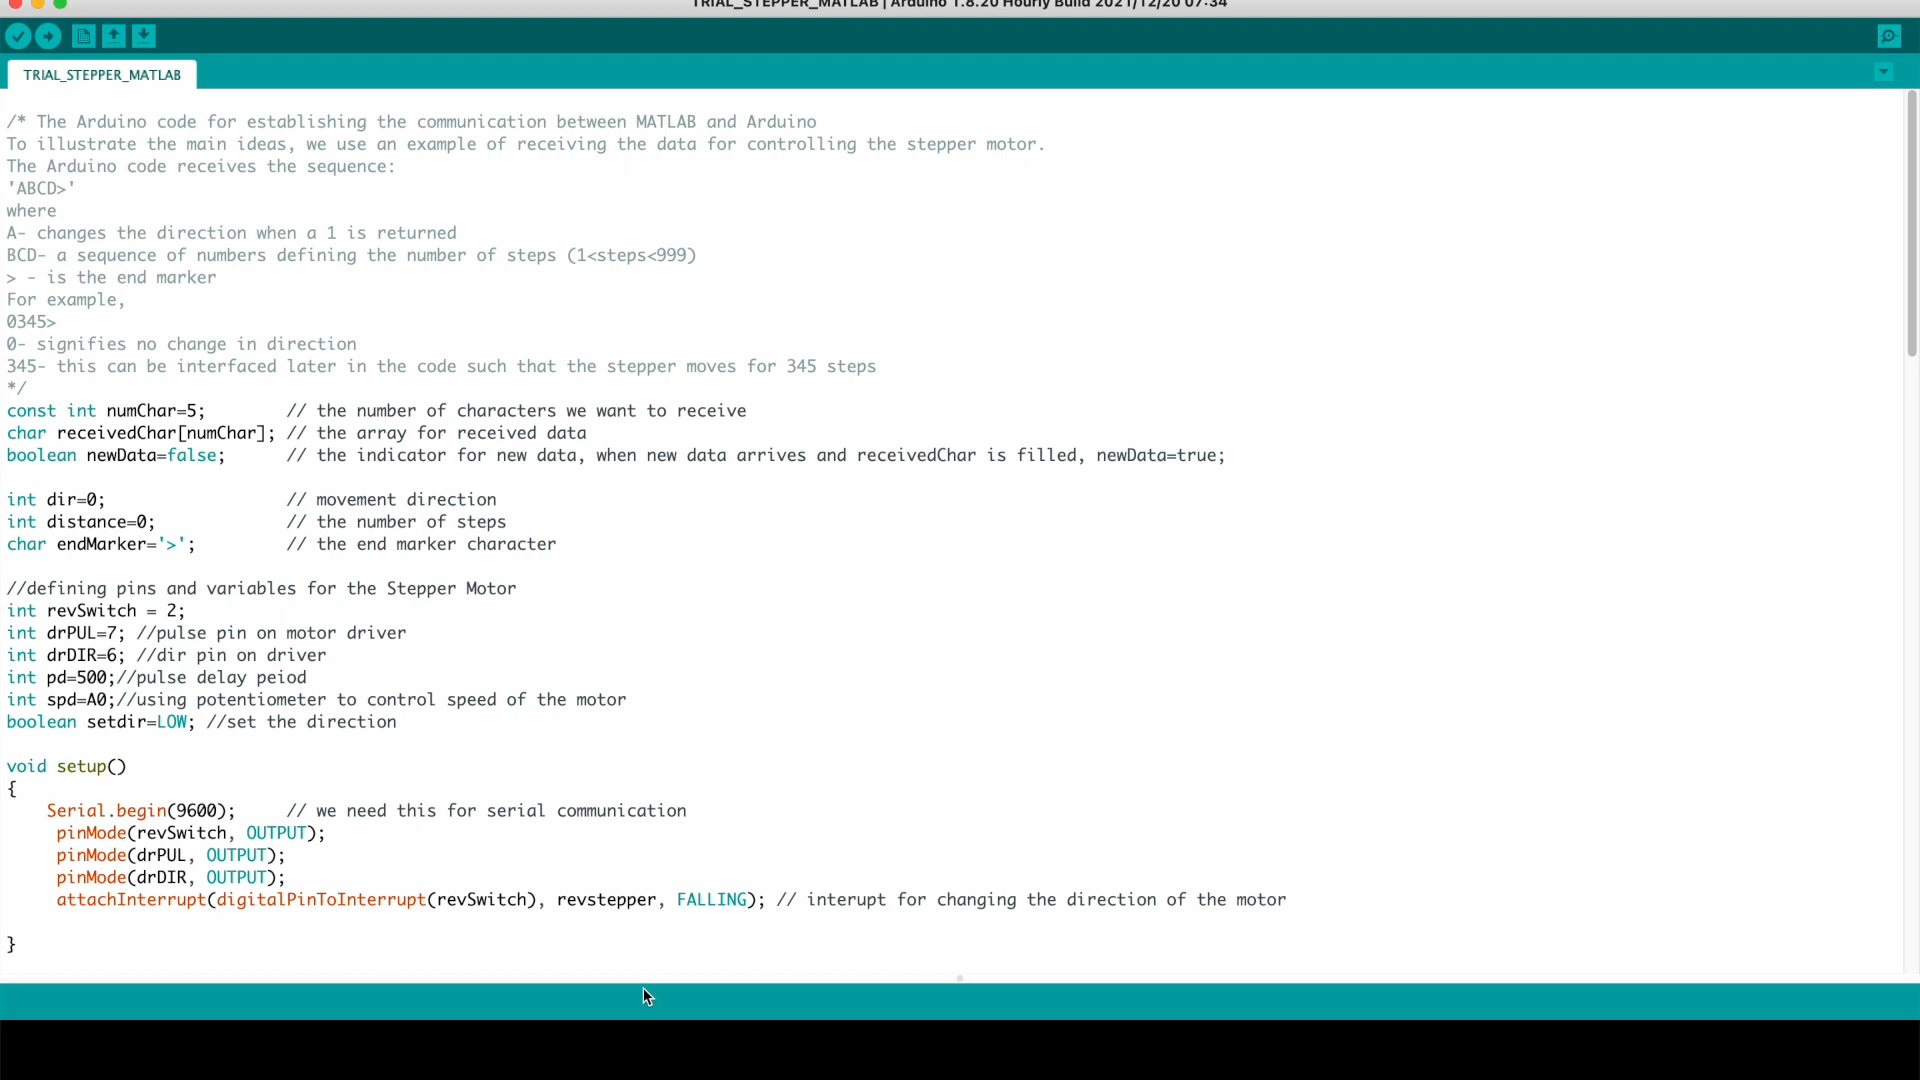 TRIAL_STEPPER_MATLAB | Arduino 1.8.20 Hourly Build 2021/12/20 07:34
TRIAL_STEPPER_MATLAB
/* The Arduino code for establishing the communication between MATLAB and Arduino
To illustrate the main ideas, we use an example of receiving the data for controlling the stepper motor.
The Arduino code receives the sequence:
'ABCD>'
where
A- changes the direction when a 1 is returned
BCD- a sequence of numbers defining the number of steps (1<steps<999)
> - is the end marker
For example,
0345>
0- signifies no change in direction
345- this can be interfaced later in the code such that the stepper moves for 345 steps
*/
const int numChar=5;        // the number of characters we want to receive
char receivedChar[numChar]; // the array for received data
boolean newData=false;      // the indicator for new data, when new data arrives and receivedChar is filled, newData=true;
int dir=0;                  // movement direction
int distance=0;             // the number of steps
char endMarker='>';         // the end marker character
//defining pins and variables for the Stepper Motor
int revSwitch = 2;
int drPUL=7; //pulse pin on motor driver
int drDIR=6; //dir pin on driver
int pd=500;//pulse delay peiod
int spd=A0;//using potentiometer to control speed of the motor
boolean setdir=LOW; //set the direction
void setup()
{
    Serial.begin(9600);     // we need this for serial communication
     pinMode(revSwitch, OUTPUT);
     pinMode(drPUL, OUTPUT);
     pinMode(drDIR, OUTPUT);
     attachInterrupt(digitalPinToInterrupt(revSwitch), revstepper, FALLING); // interupt for changing the direction of the motor
}